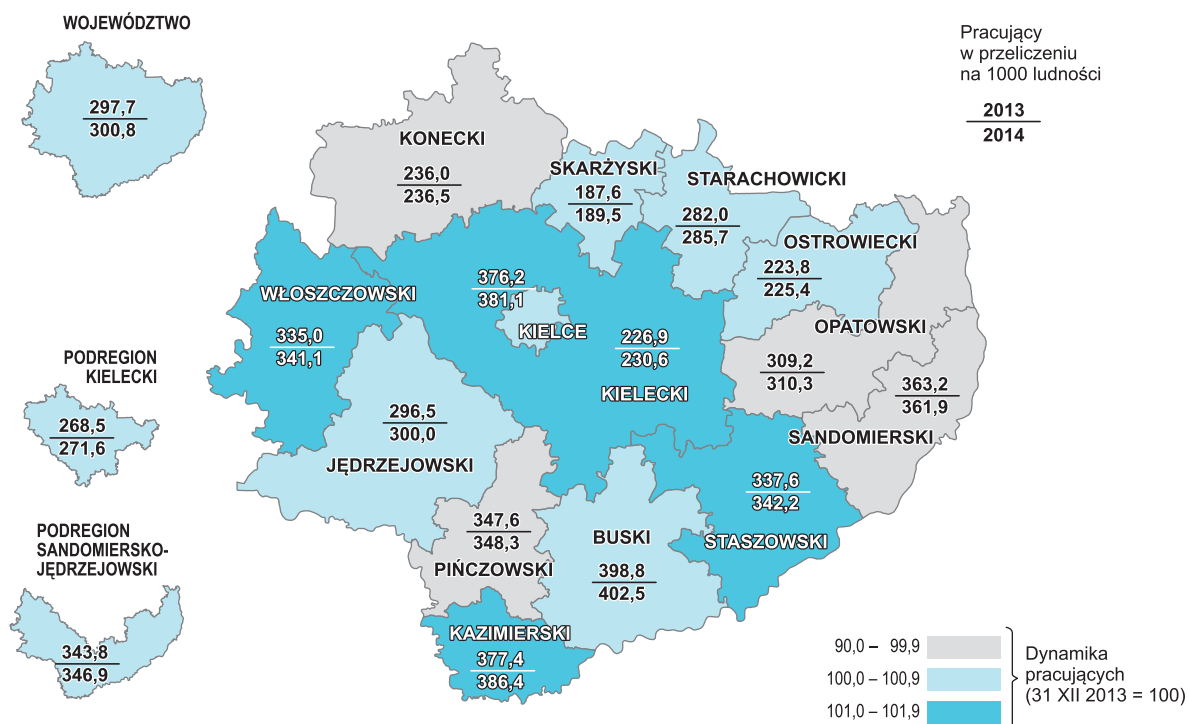 WOJEWÓDZTWO
297,7
300,8
Pracujący
w przeliczeniu
na 1000 ludności
2013
2014
KONECKI
236,0
236,5
SKARŻYSKI
187,6
189,5
STARACHOWICKI
282,0
285,7
OSTROWIECKI
223,8
225,4
376,2
381,1
KIELCE
WŁOSZCZOWSKI
335,0
341,1
226,9
230,6
KIELECKI
OPATOWSKI
309,2
310,3
363,2
361,9
SANDOMIERSKI
PODREGION
KIELECKI
268,5
271,6
296,5
300,0
JĘDRZEJOWSKI
337,6
342,2
STASZOWSKI
347,6
348,3
PIŃCZOWSKI
BUSKI
398,8
402,5
PODREGION
SANDOMIERSKO-
JĘDRZEJOWSKI
343,8
346,9
KAZIMIERSKI
377,4
386,4
90,0 – 99,9
100,0 – 100,9
101,0 – 101,9
Dynamika
pracujących
(31 XII 2013 = 100)